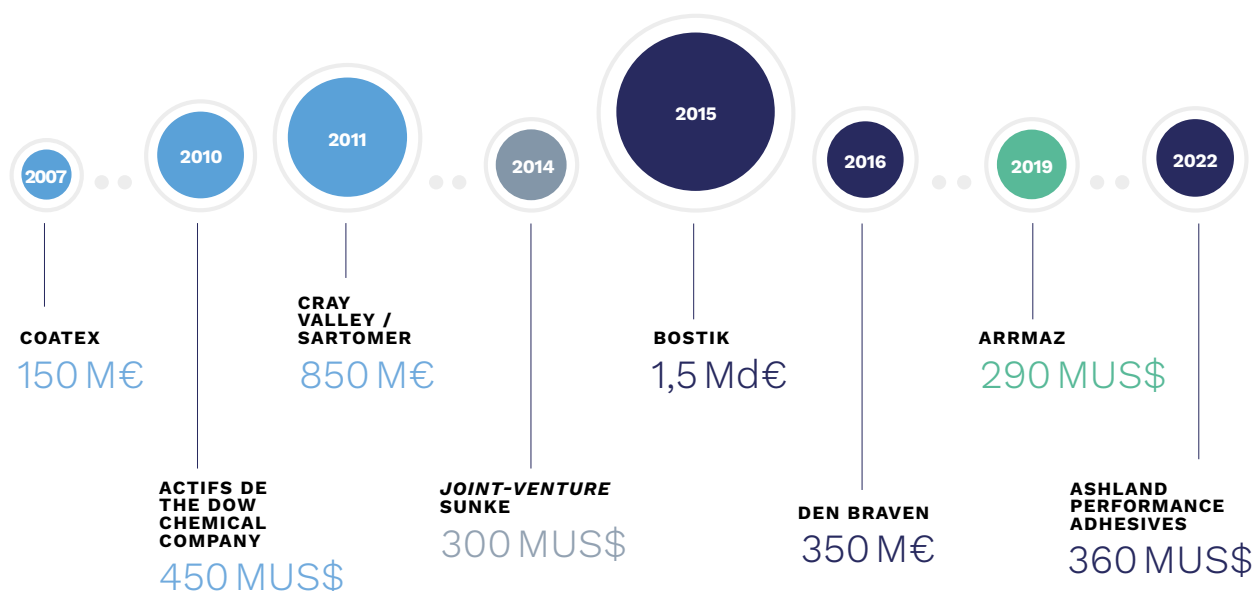 2007
2010
2011
2014
2015
2016
2019
2022
COATEX
150 M€
ACTIFS DE
THE DOW
CHEMICAL
COMPANY
450 MUS$
CRAY
VALLEY /
SARTOMER
850 M€
JOINT-VENTURE
SUNKE
300 MUS$
BOSTIK
1,5 Md€
DEN BRAVEN
350 M€
ARRMAZ
290 MUS$
ASHLAND
PERFORMANCE
ADHESIVES
360 MUS$